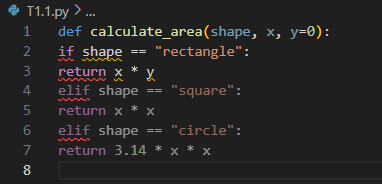 T1.1.py > ...
1 def calculate_area(shape, x, y=0):
2 if shape == "rectangle":
3 return x * y
4 elif shape == "square":
5 return x * x
6 elif shape == "circle":
7 return 3.14 * x * x
8